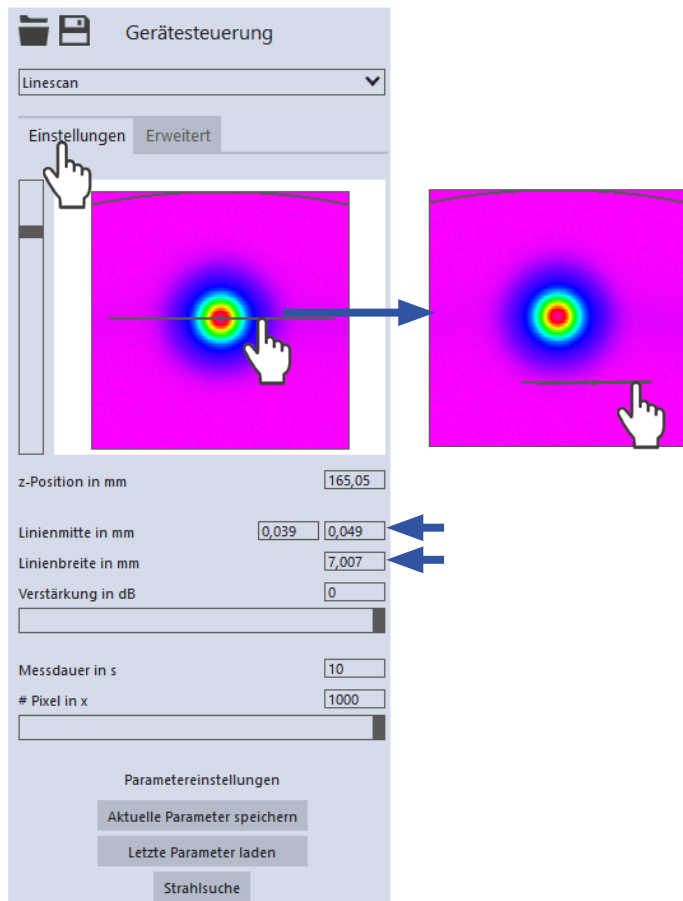 Gerätesteuerung
Linescan
Einstellungen Erweitert
z-Position in mm 165,05
Linienmitte in mm 0,039 0,049
Linienbreite in mm 7,007
Verstärkung in dB 0
Messdauer in s 10
# Pixel in x 1000
Parametereinstellungen
Aktuelle Parameter speichern
Letzte Parameter laden
Strahlsuche